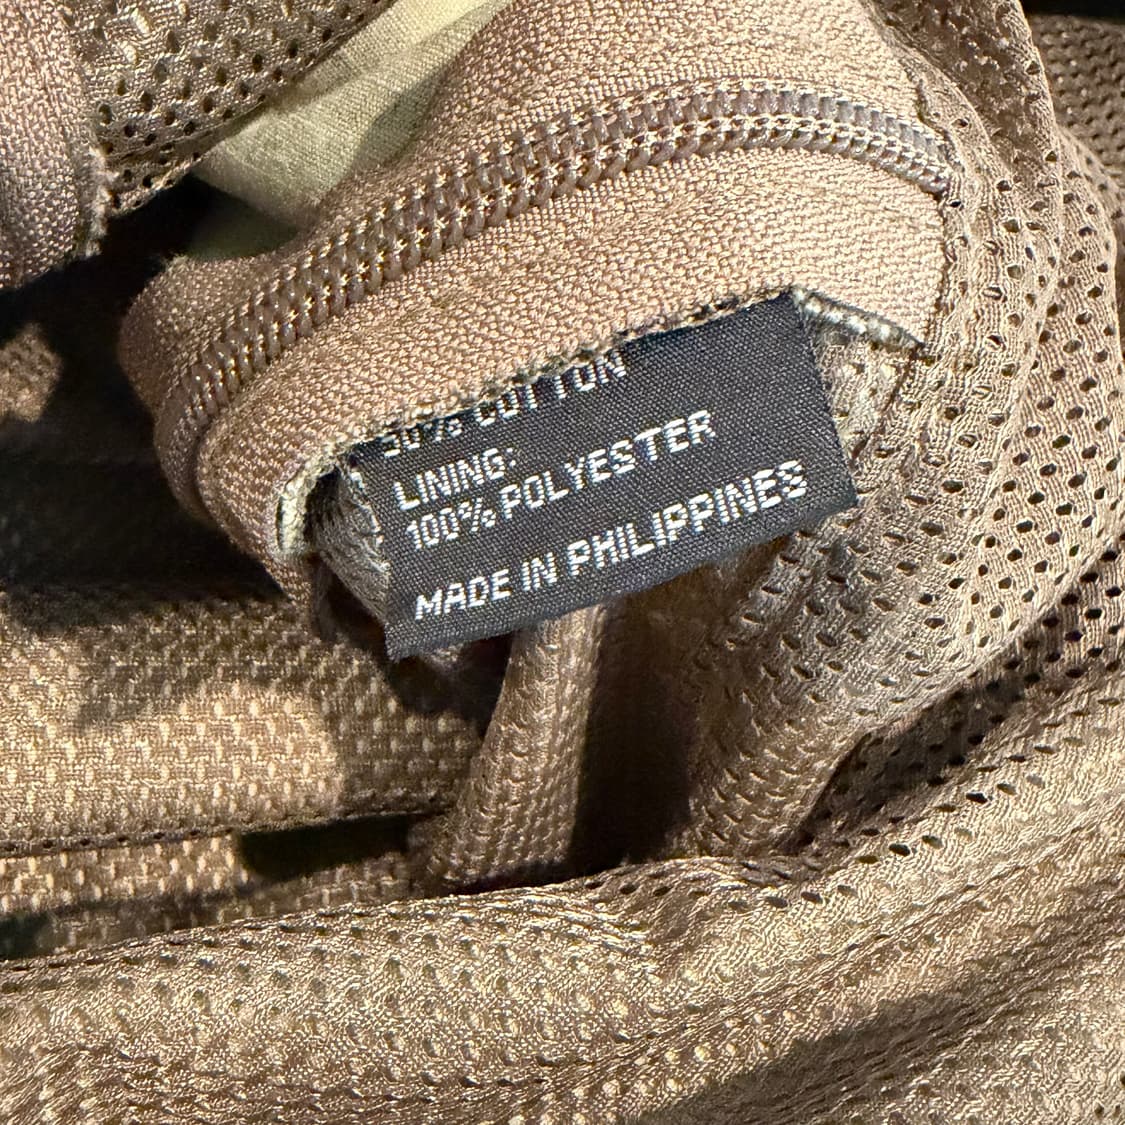 % COTTON
LINING:
100% POLYESTER
MADE IN PHILIPPINES